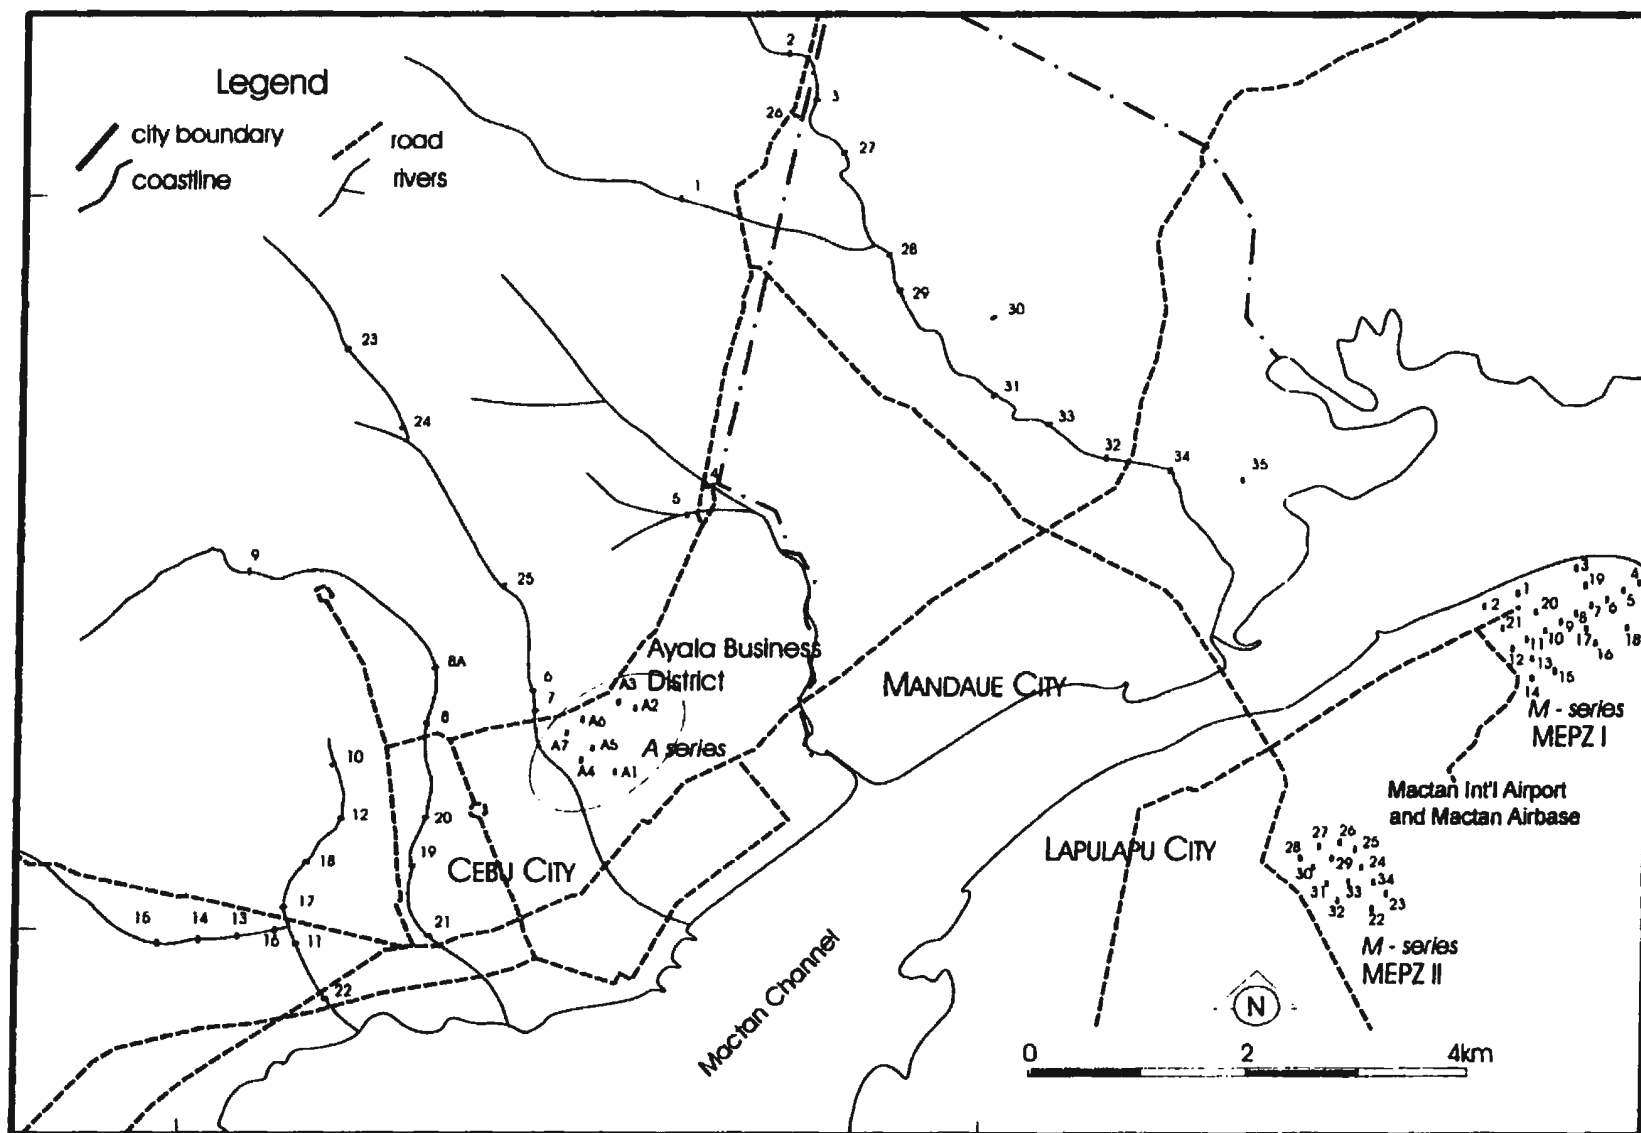 Legend
city boundary
road
coastline
rivers
2
3
26
27
1
28
29
30
23
31
33
24
32
34
35
4
5
9
25
8A
6
7
8
Ayala Business
District
A3
A2
A6
A7
A5
A series
A4
A1
MANDAUE CITY
3
4
1
19
5
2
20
6
7
8
21
9
10
17
18
11
16
12
13
15
14
M - series
MEPZ I
Mactan Int'l Airport
and Mactan Airbase
10
12
20
18
19
CEBU CITY
LAPULAPU CITY
27
26
28
25
29
24
30
34
31
33
23
32
22
M - series
MEPZ II
17
15
14
13
16
11
21
22
Mactan Channel
N
0
2
4km